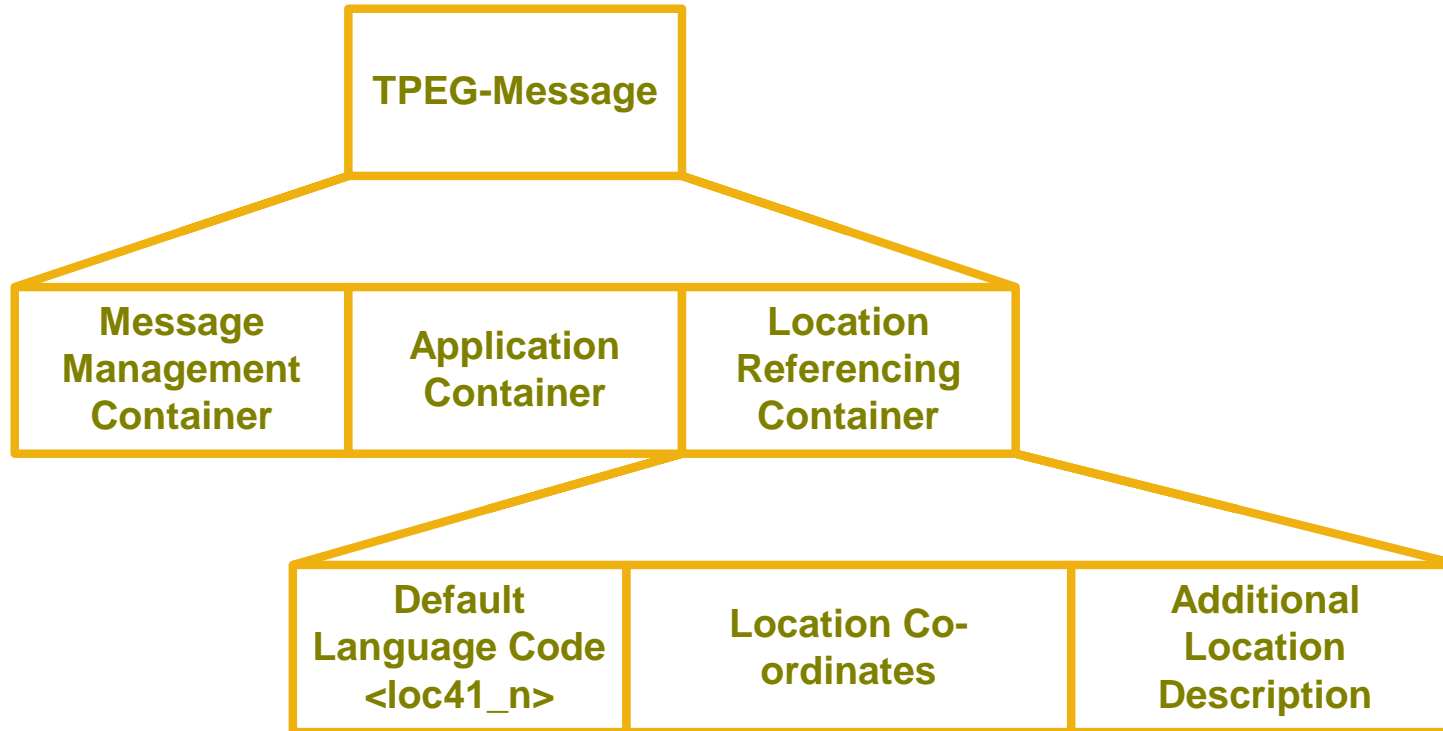 TPEG-Message
Message
Management
Container
Application
Container
Location
Referencing
Container
Default
Language Code
<loc41_n>
Location Co-
ordinates
Additional
Location
Description